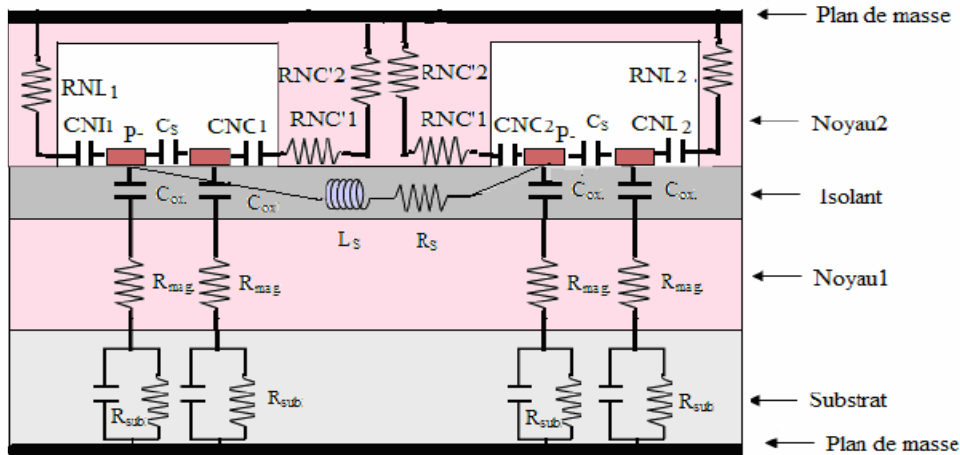 Plan de masse
RNC'2
RNC'2
RNL2
RNL1
CNL1
P-
CS
CNC1
RNC'1
RNC'1
CNC2
P-
CS
CNL2
Noyau2
Cox.
Cox.
Cox.
Cox.
Isolant
LS
RS
Rmag.
Rmag.
Rmag.
Rmag.
Noyau1
Rsub.
Rsub.
Rsub.
Rsub
Substrat
Plan de masse